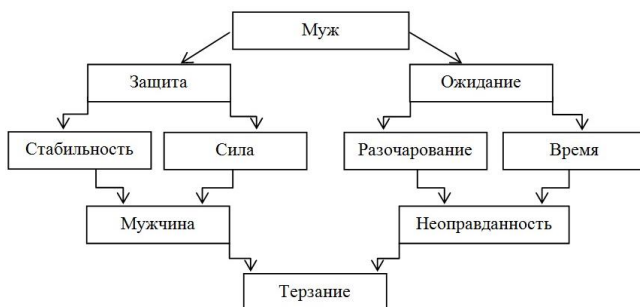 Муж
Защита
Ожидание
Стабильность
Сила
Разочарование
Время
Мужчина
Неоправданность
Терзание